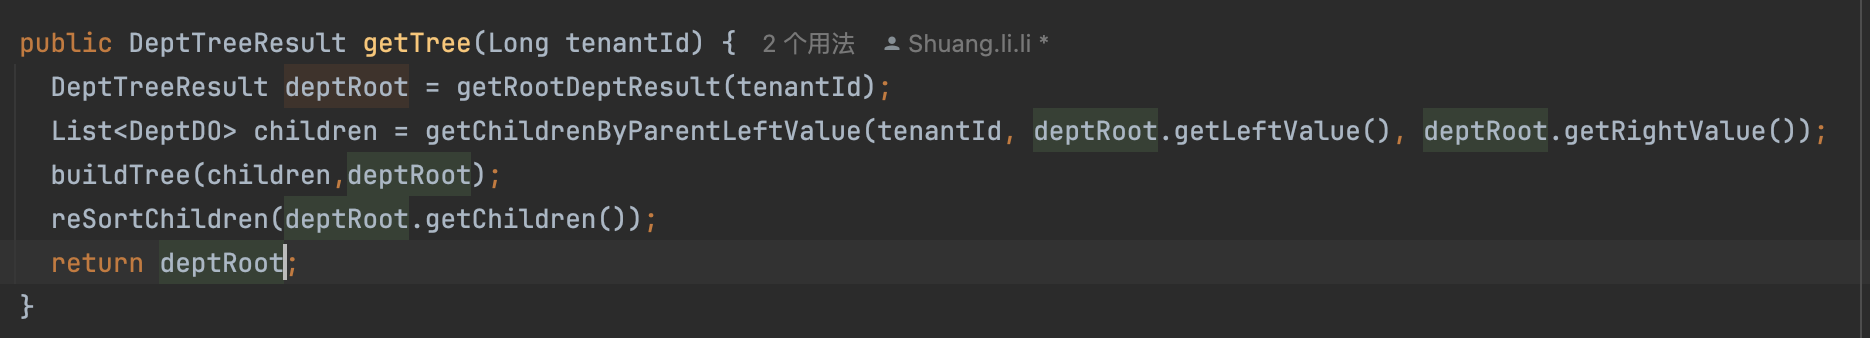 public DeptTreeResult getTree(Long tenantId) { 2 个用法 Shuang.li.li *
DeptTreeResult deptRoot = getRootDeptResult(tenantId);
List<DeptDO> children = getChildrenByParentLeftValue(tenantId, deptRoot.getLeftValue(), deptRoot.getRightValue());
buildTree(children,deptRoot);
reSortChildren(deptRoot.getChildren());
return deptRoot;
}